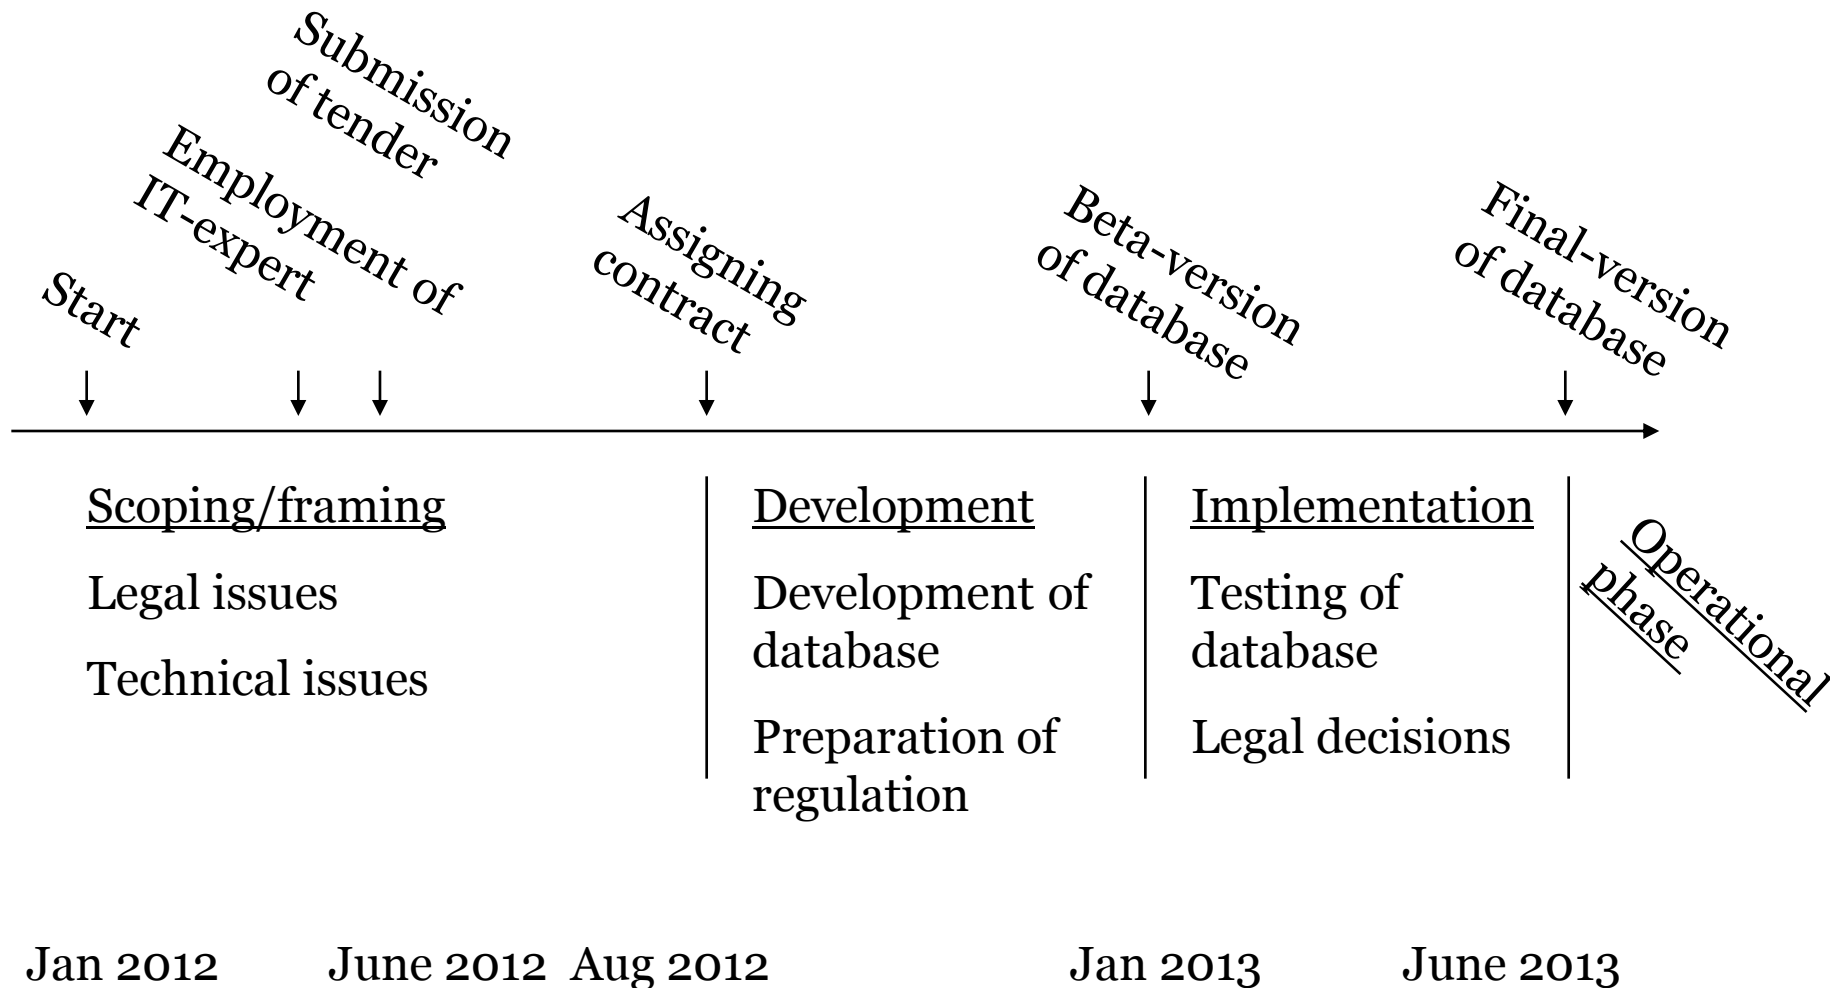 Start
Employment of
IT-expert
Submission
of tender
Assigning
contract
Beta-version
of database
Final-version
of database
Scoping/framing
Legal issues
Technical issues
Development
Development of
database
Preparation of
regulation
Implementation
Testing of
database
Legal decisions
Operational
phase
Jan 2012
June 2012
Aug 2012
Jan 2013
June 2013